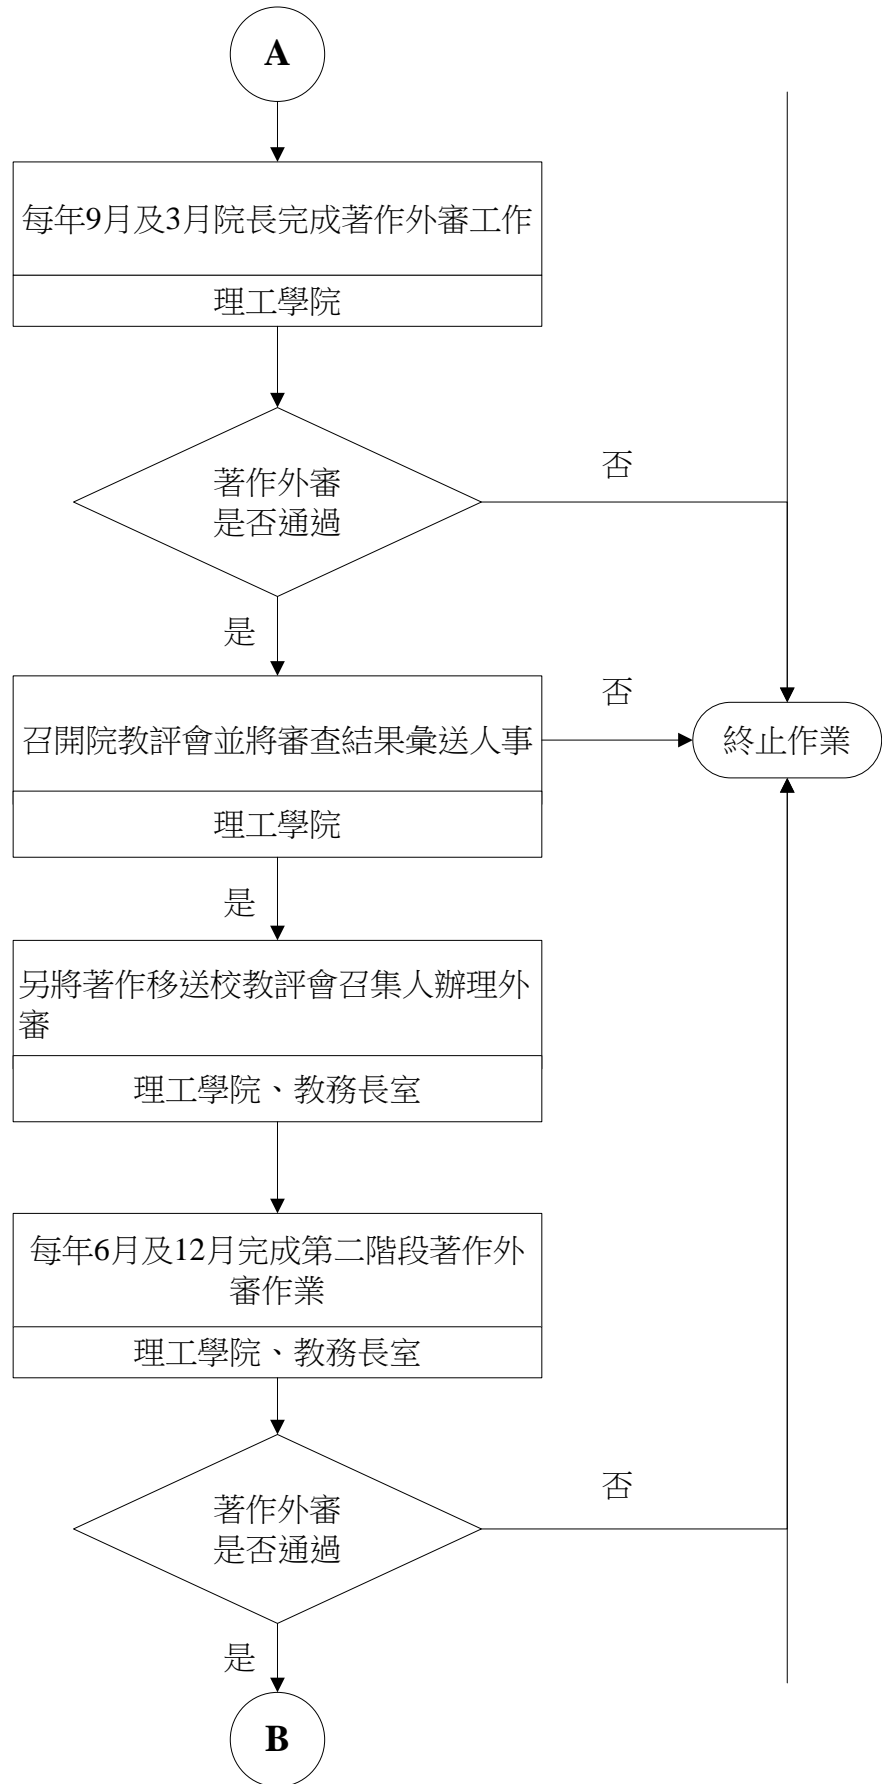 A
每年9月及3月院長完成著作外審工作
理工學院
著作外審
是否通過
否
是
召開院教評會並將審查結果彙送人事
否
終止作業
理工學院
是
另將著作移送校教評會召集人辦理外
審
理工學院、教務長室
每年6月及12月完成第二階段著作外
審作業
理工學院、教務長室
著作外審
是否通過
否
是
B